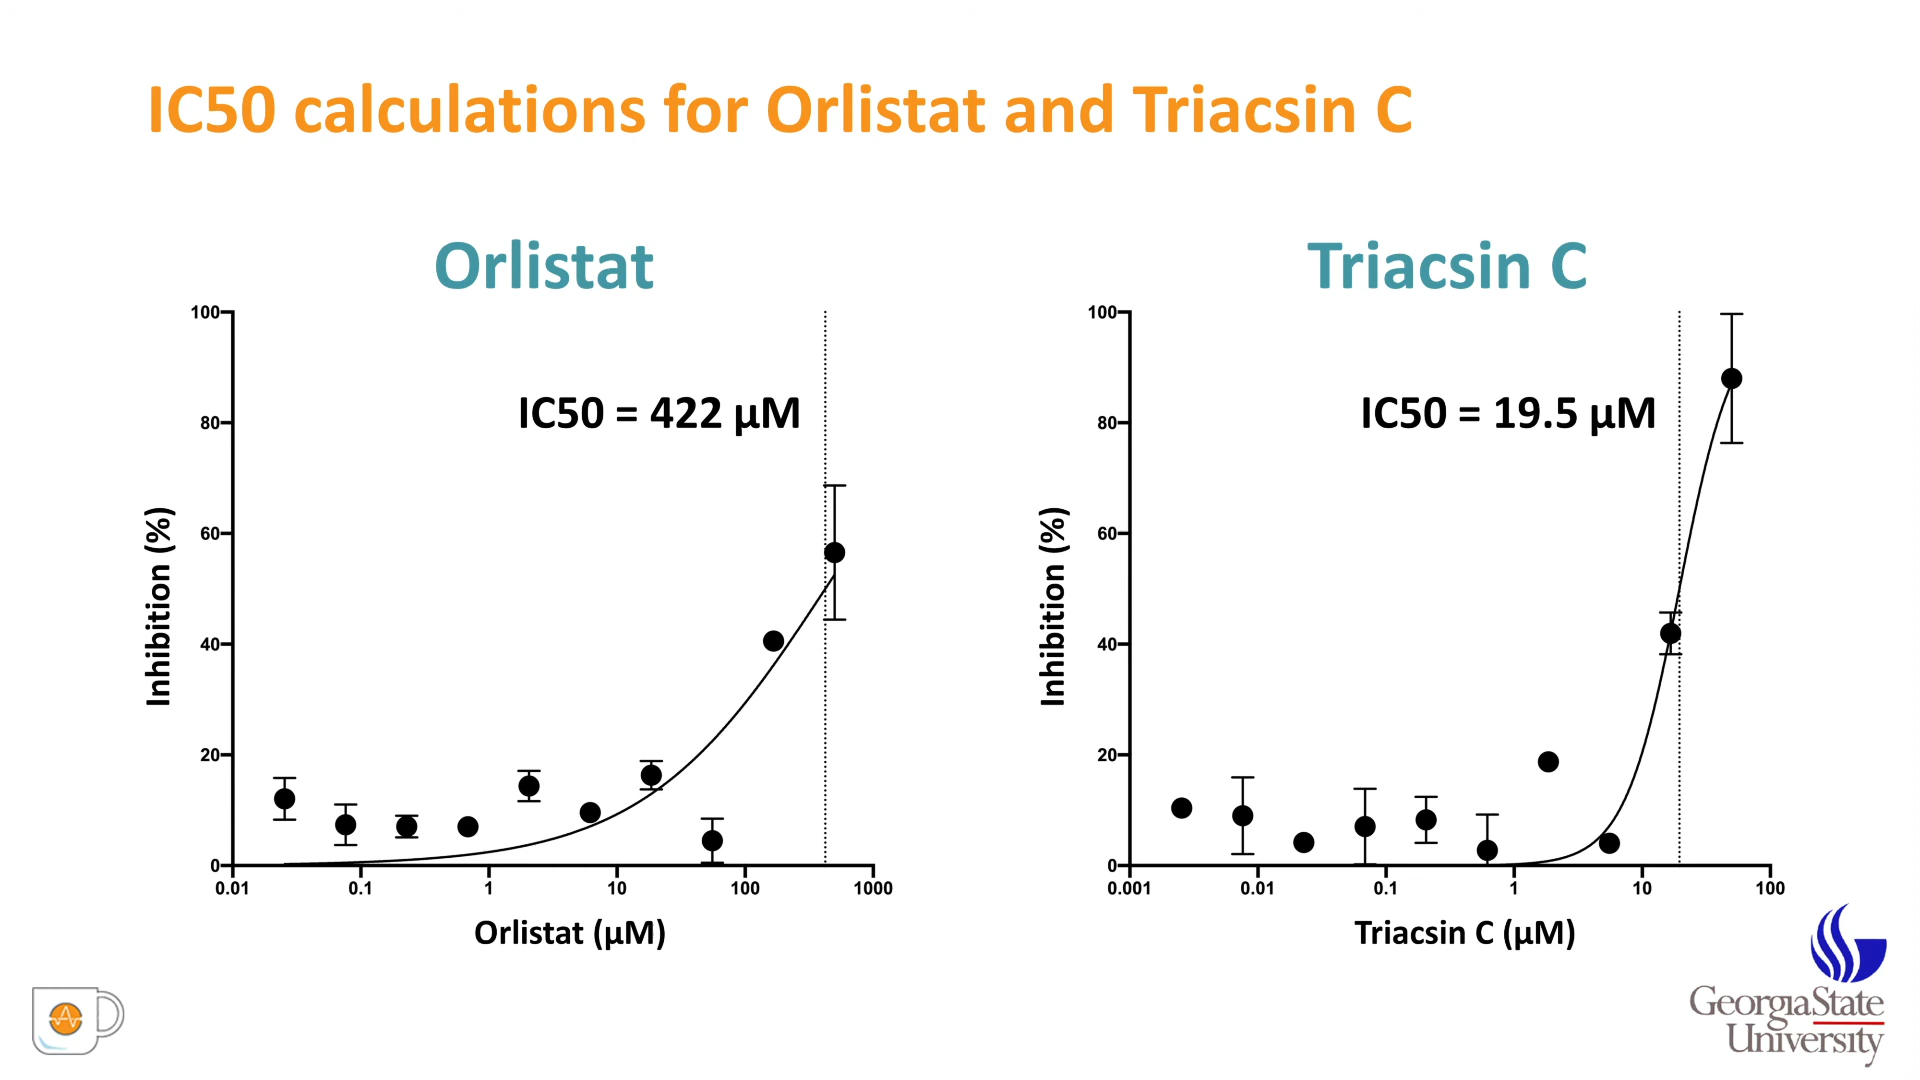 IC50 calculations for Orlistat and Triacsin C
Orlistat
100
80
60
40
20
0
Inhibition (%)
IC50 = 422 µM
0.01 0.1 1 10 100 1000
Orlistat (µM)
Triacsin C
100
80
60
40
20
0
Inhibition (%)
IC50 = 19.5 µM
0.001 0.01 0.1 1 10 100
Triacsin C (µM)
GeorgiaState
University